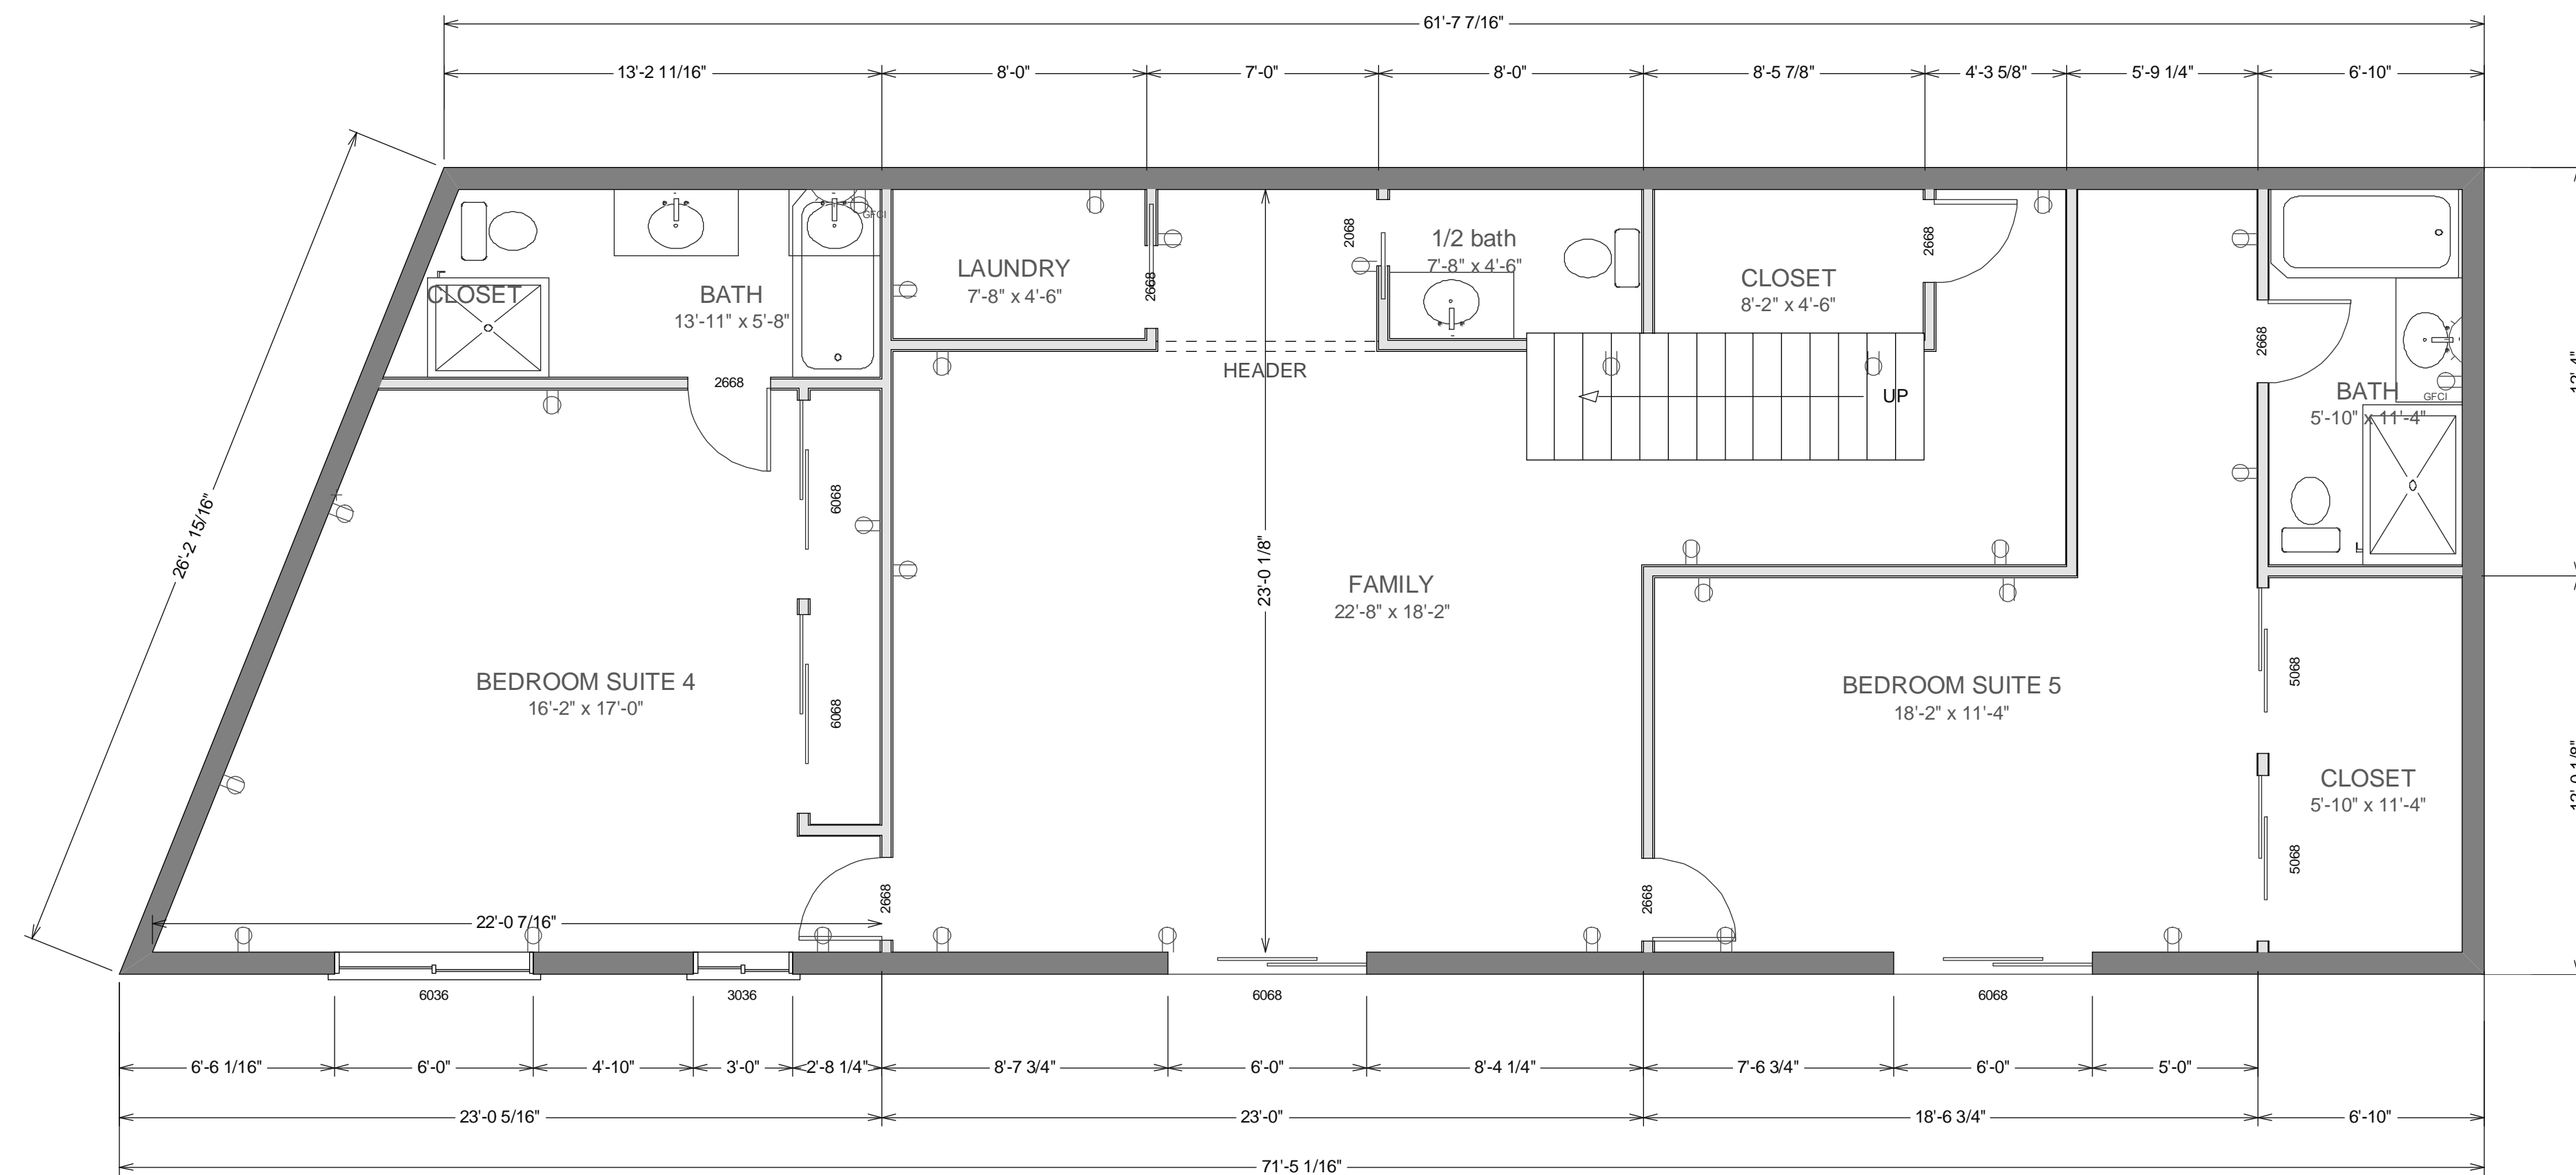 61'-7 7/16"
13'-2 11/16" 8'-0" 7'-0" 8'-0" 8'-5 7/8" 4'-3 5/8" 5'-9 1/4" 6'-10"
26'-2 15/16"
CLOSET
BATH
13'-11" x 5'-8"
GFCI
2668
LAUNDRY
7'-8" x 4'-6"
2668
2068
1/2 bath
7'-8" x 4'-6"
CLOSET
8'-2" x 4'-6"
2668
HEADER
UP
2668
BATH
5'-10" x 11'-4"
GFCI
6068
6068
23'-0 1/8"
FAMILY
22'-8" x 18'-2"
BEDROOM SUITE 4
16'-2" x 17'-0"
BEDROOM SUITE 5
18'-2" x 11'-4"
5068
5068
CLOSET
5'-10" x 11'-4"
22'-0 7/16"
2668
2668
6036
3036
6068
6068
6'-6 1/16" 6'-0" 4'-10" 3'-0" 2'-8 1/4" 8'-7 3/4" 6'-0" 8'-4 1/4" 7'-6 3/4" 6'-0" 5'-0"
23'-0 5/16" 23'-0" 18'-6 3/4" 6'-10"
71'-5 1/16"